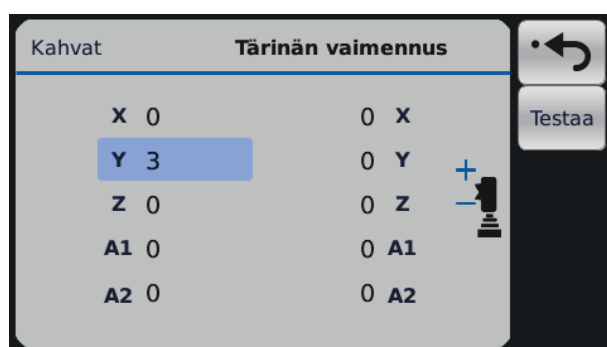 Kahvat Tärinän vaimennus
X 0 0 X Testaa
Y 3 0 Y +
Z 0 0 Z −
A1 0 0 A1
A2 0 0 A2